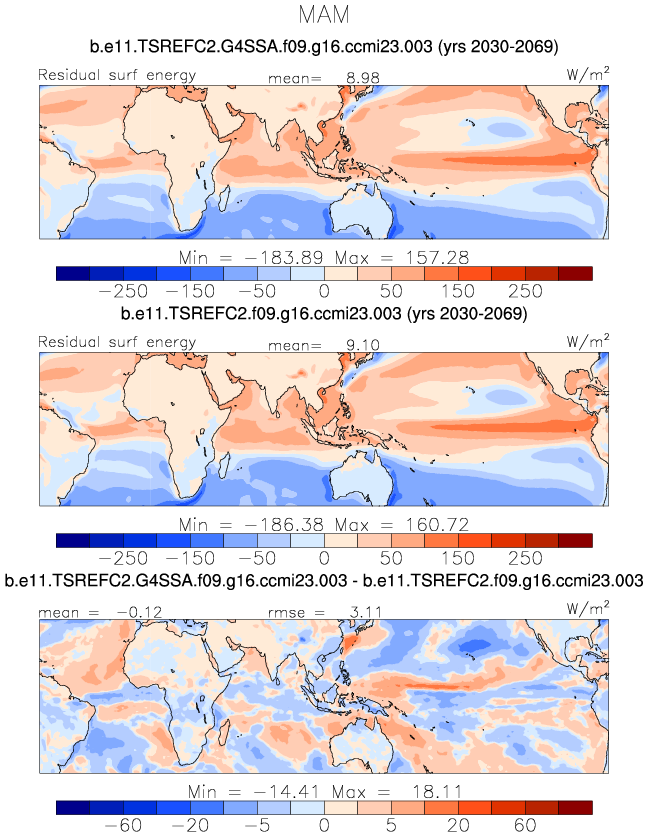 MAM
b.e11.TSREFC2.G4SSA.f09.g16.ccmi23.003 (yrs 2030-2069)
Residual surf energy mean= 8.98 W/m²
Min = −183.89 Max = 157.28
−250 −150 −50 0 50 150 250
b.e11.TSREFC2.f09.g16.ccmi23.003 (yrs 2030-2069)
Residual surf energy mean= 9.10 W/m²
Min = −186.38 Max = 160.72
−250 −150 −50 0 50 150 250
b.e11.TSREFC2.G4SSA.f09.g16.ccmi23.003 - b.e11.TSREFC2.f09.g16.ccmi23.003
mean = −0.12 rmse = 3.11 W/m²
Min = −14.41 Max = 18.11
−60 −20 −5 0 5 20 60